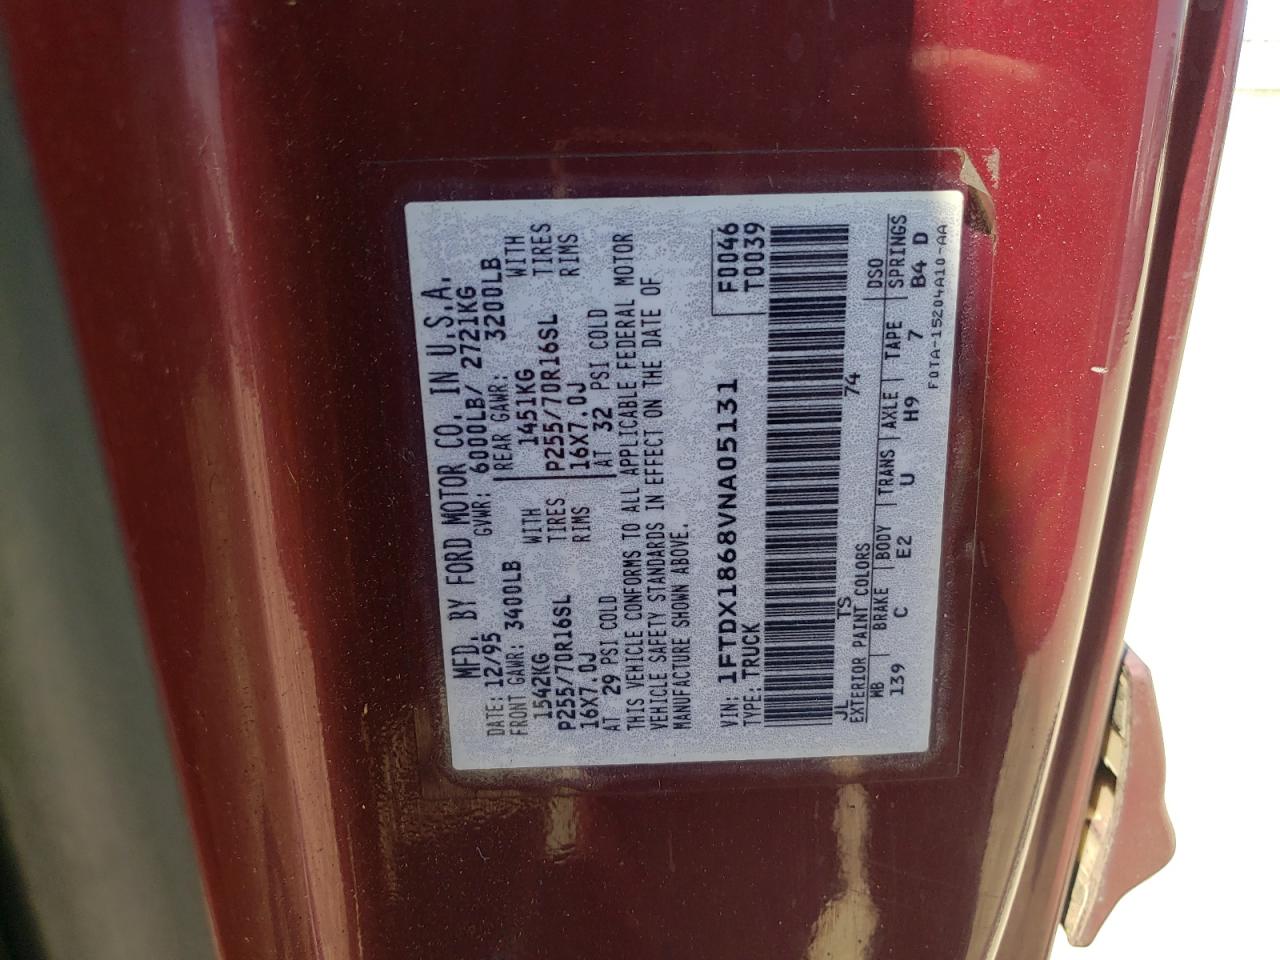 MFD. BY FORD MOTOR CO. IN U.S.A.
DATE: 12/95 GVWR: 6000LB/ 2721KG
FRONT GAWR: 3400LB REAR GAWR: 3200LB
1542KG WITH 1451KG WITH
P255/70R16SL TIRES P255/70R16SL TIRES
16X7.0J RIMS 16X7.0J RIMS
AT 29 PSI COLD AT 32 PSI COLD
THIS VEHICLE CONFORMS TO ALL APPLICABLE FEDERAL MOTOR
VEHICLE SAFETY STANDARDS IN EFFECT ON THE DATE OF
MANUFACTURE SHOWN ABOVE.
F0046
VIN: 1FTDX1868VNA05131 T0039
TYPE: TRUCK
JL TS 74
EXTERIOR PAINT COLORS DSO
WB BRAKE BODY TRANS AXLE TAPE SPRINGS
139 C E2 U H9 7 B4 D
F0TA-15204A10-AA